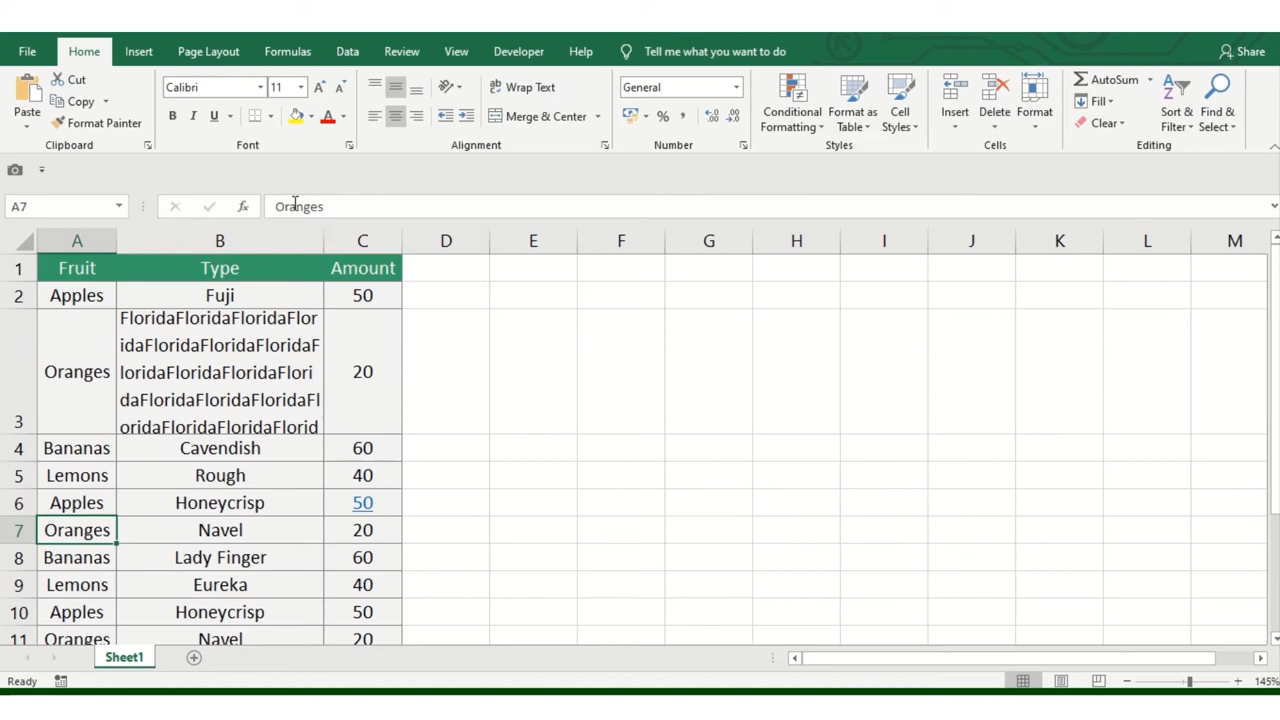 File Home Insert Page Layout Formulas Data Review View Developer Help Tell me what you want to do Share
Paste
Cut
Copy
Format Painter
Clipboard
Calibri 11
B I U
Font
Wrap Text
Merge & Center
Alignment
General
Number
Conditional Formatting
Format as Table
Cell Styles
Styles
Insert
Delete
Format
Cells
AutoSum
Fill
Clear
Sort & Filter
Find & Select
Editing
A7 fx Oranges
A B C D E F G H I J K L M
1 Fruit Type Amount
2 Apples Fuji 50
3 Oranges FloridaFloridaFloridaFlor
idaFloridaFloridaFloridaF
loridaFloridaFloridaFlori
daFloridaFloridaFloridaFl
oridaFloridaFloridaFlorid
20
4 Bananas Cavendish 60
5 Lemons Rough 40
6 Apples Honeycrisp 50
7 Oranges Navel 20
8 Bananas Lady Finger 60
9 Lemons Eureka 40
10 Apples Honeycrisp 50
11 Oranges Navel 20
Sheet1
Ready 145%